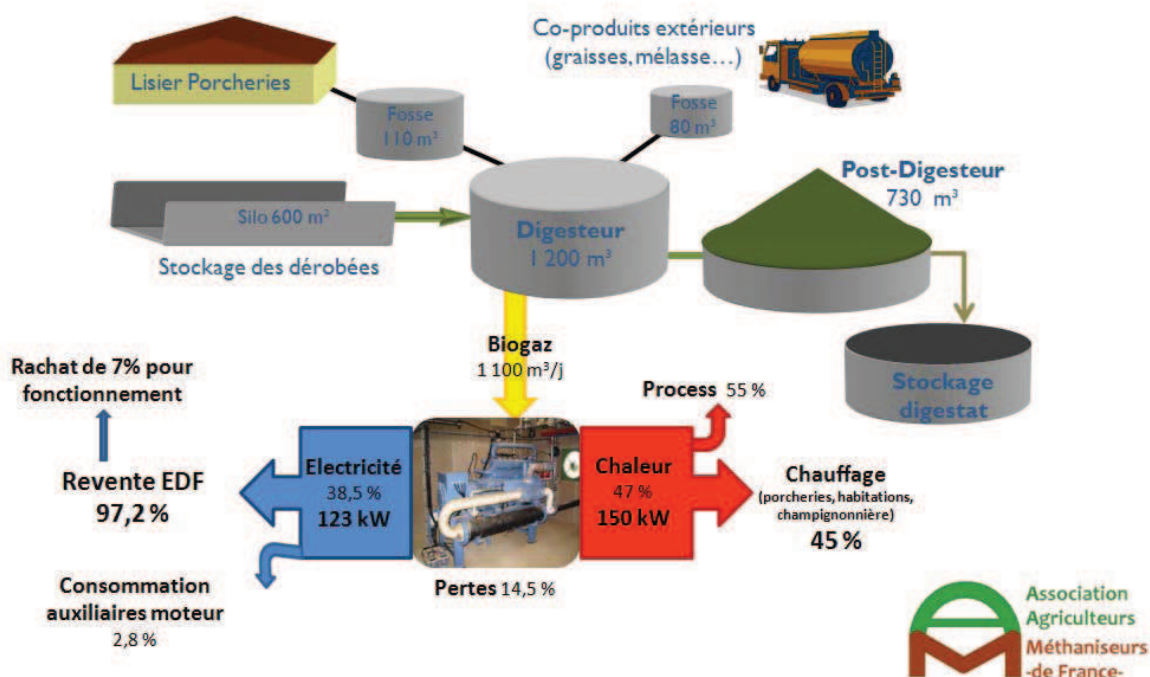 Co-produits extérieurs
(graisses, mélasse...)
Lisier Porcheries
Fosse
110 m³
Fosse
80 m³
Post-Digesteur
730 m³
Silo 600 m³
Digesteur
1 200 m³
Stockage des dérobées
Biogaz
1 100 m³/j
Rachat de 7% pour
fonctionnement
Process 55 %
Stockage
digestat
Revente EDF
97,2 %
Electricité
38,5 %
123 kW
Chaleur
47 %
150 kW
Chauffage
(porcheries, habitations,
champignonnière)
45 %
Consommation
auxiliaires moteur
2,8 %
Pertes 14,5 %
Association
Agriculteurs
Méthaniseurs
-de France-